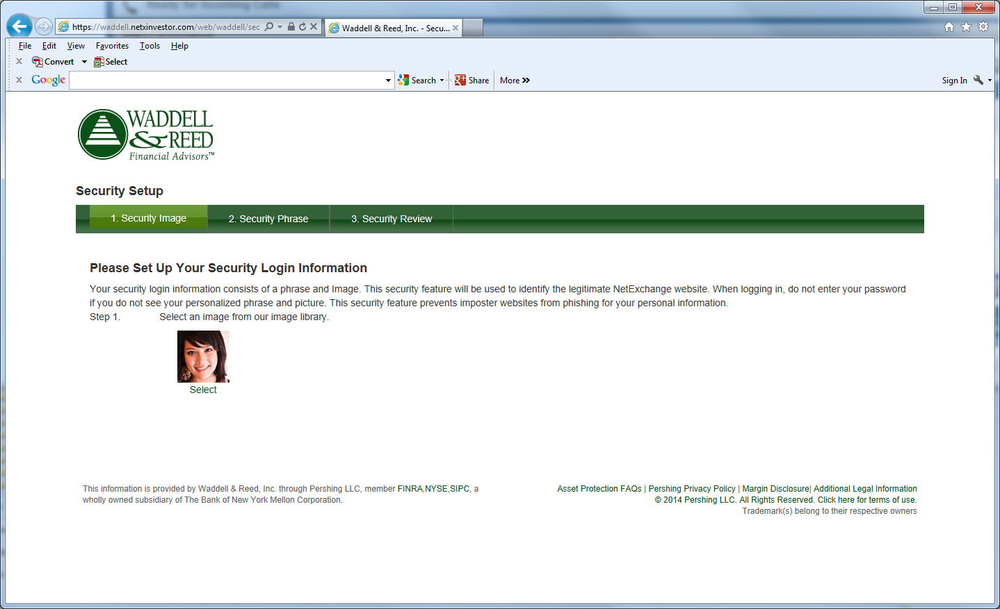 Ready for Incoming Calls
https://waddell.netxinvestor.com/web/waddell/sec
Waddell & Reed, Inc. - Secu...
File Edit View Favorites Tools Help
Convert Select
Google Search Share More Sign In
WADDELL
& REED
Financial Advisors™
Security Setup
1. Security Image 2. Security Phrase 3. Security Review
Please Set Up Your Security Login Information
Your security login information consists of a phrase and Image. This security feature will be used to identify the legitimate NetExchange website. When logging in, do not enter your password
if you do not see your personalized phrase and picture. This security feature prevents imposter websites from phishing for your personal information.
Step 1. Select an image from our image library.
Select
This information is provided by Waddell & Reed, Inc. through Pershing LLC, member FINRA,NYSE,SIPC, a
wholly owned subsidiary of The Bank of New York Mellon Corporation.
Asset Protection FAQs | Pershing Privacy Policy | Margin Disclosure| Additional Legal Information
© 2014 Pershing LLC. All Rights Reserved. Click here for terms of use.
Trademark(s) belong to their respective owners